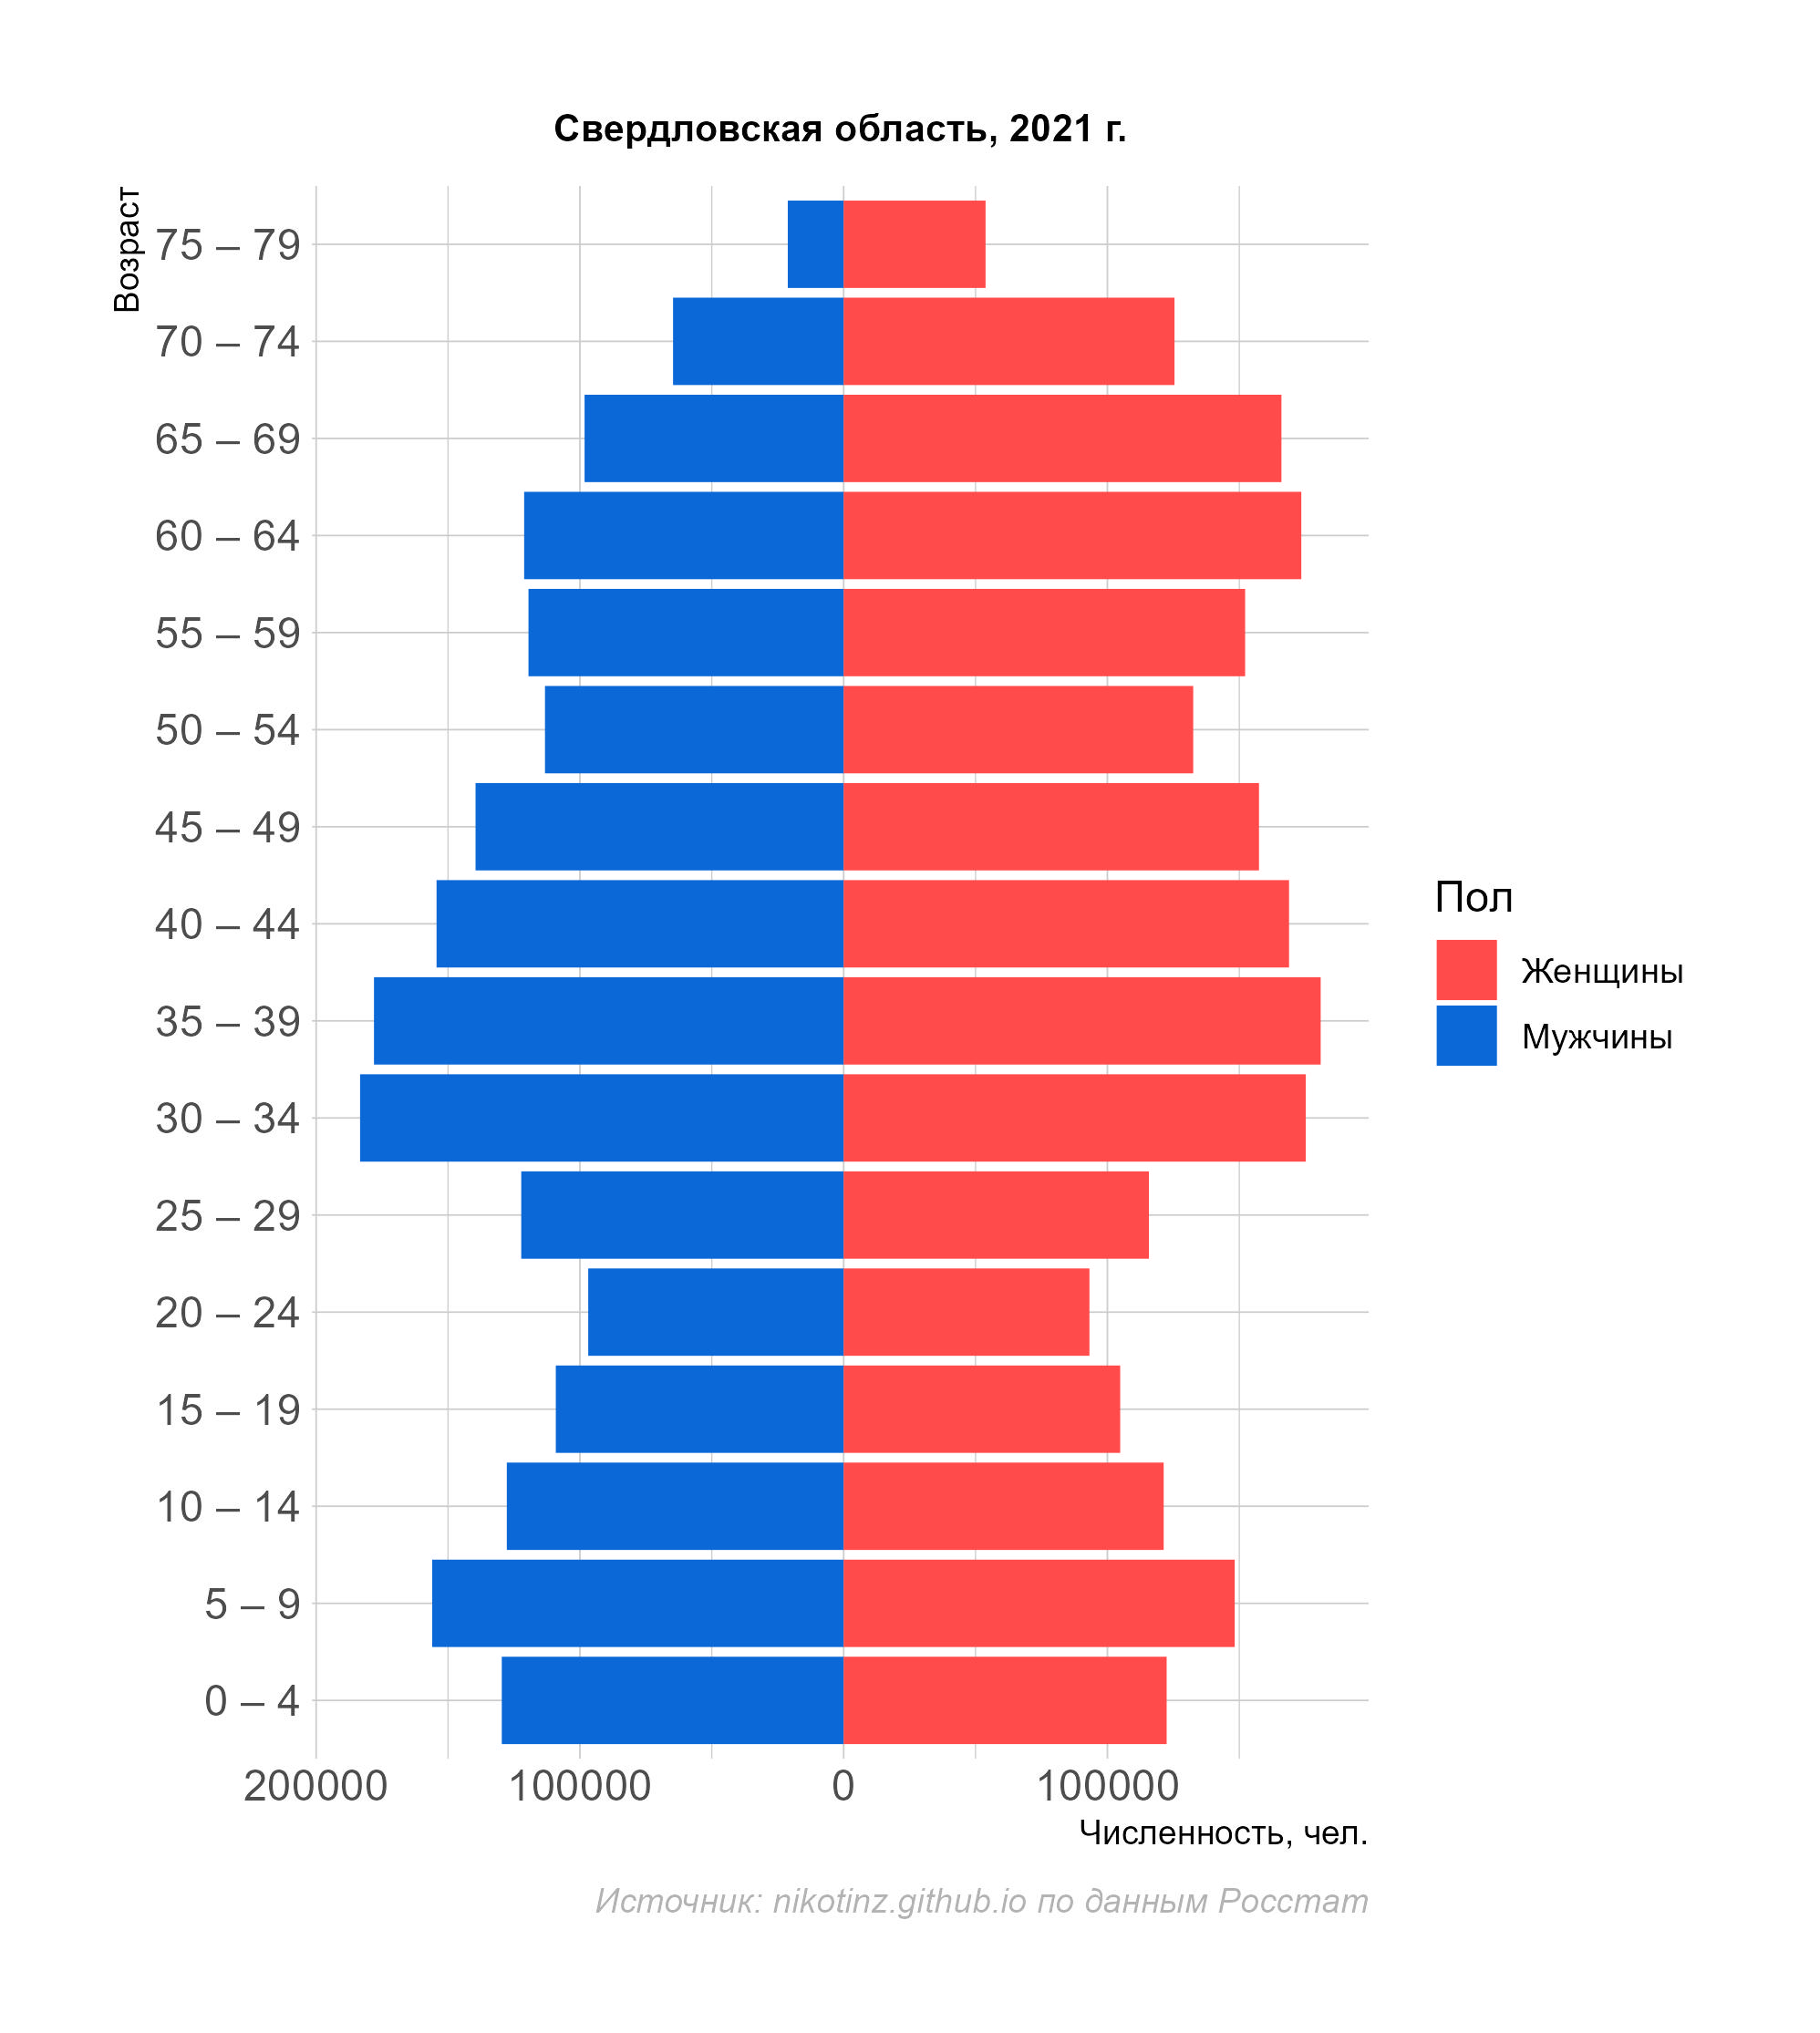 Свердловская область, 2021 г.
Возраст
75 – 79
70 – 74
65 – 69
60 – 64
55 – 59
50 – 54
45 – 49
40 – 44
35 – 39
30 – 34
25 – 29
20 – 24
15 – 19
10 – 14
5 – 9
0 – 4
200000 100000 0 100000
Численность, чел.
Пол
Женщины
Мужчины
Источник: nikotinz.github.io по данным Росстат